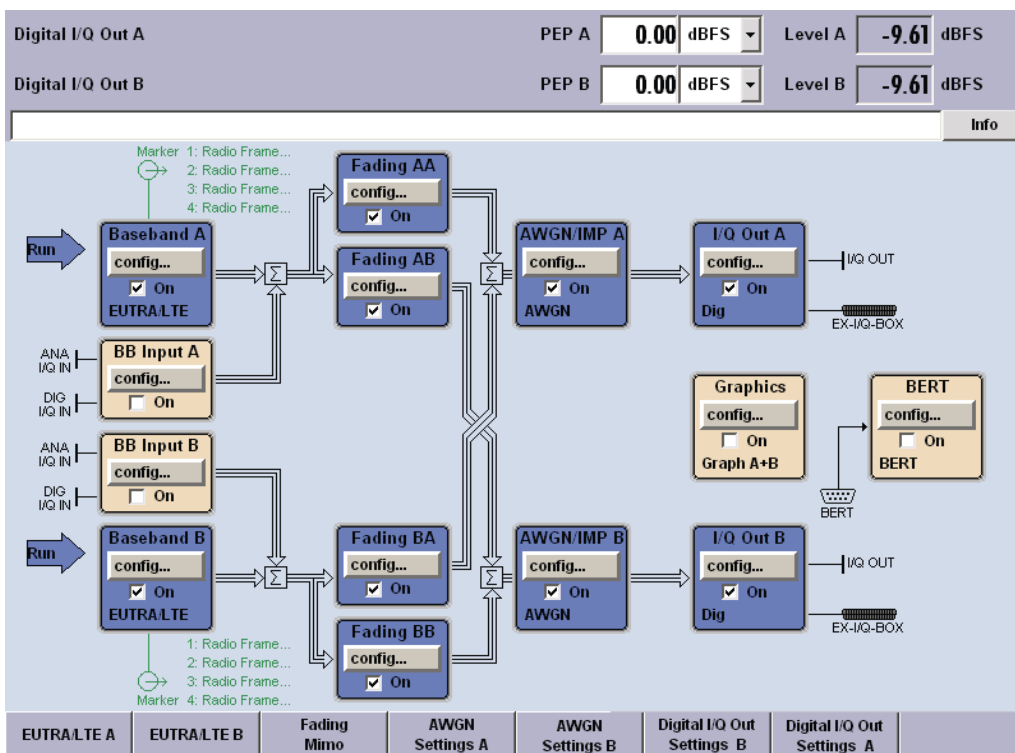 Digital I/Q Out A PEP A 0.00 dBFS Level A -9.61 dBFS
Digital I/Q Out B PEP B 0.00 dBFS Level B -9.61 dBFS
Info
Marker 1: Radio Frame...
2: Radio Frame...
3: Radio Frame...
4: Radio Frame...
Run
Baseband A
config...
On
EUTRA/LTE
Σ
Fading AA
config...
On
Fading AB
config...
On
Σ
AWGN/IMP A
config...
On
AWGN
I/Q Out A
config...
On
Dig
I/Q OUT
EX-I/Q-BOX
ANA
I/Q IN
DIG
I/Q IN
BB Input A
config...
On
ANA
I/Q IN
DIG
I/Q IN
BB Input B
config...
On
Graphics
config...
On
Graph A+B
BERT
config...
On
BERT
BERT
Run
Baseband B
config...
On
EUTRA/LTE
Σ
Fading BA
config...
On
Fading BB
config...
On
Σ
AWGN/IMP B
config...
On
AWGN
I/Q Out B
config...
On
Dig
I/Q OUT
EX-I/Q-BOX
1: Radio Frame...
2: Radio Frame...
3: Radio Frame...
Marker 4: Radio Frame...
EUTRA/LTE A
EUTRA/LTE B
Fading
Mimo
AWGN
Settings A
AWGN
Settings B
Digital I/Q Out
Settings B
Digital I/Q Out
Settings A